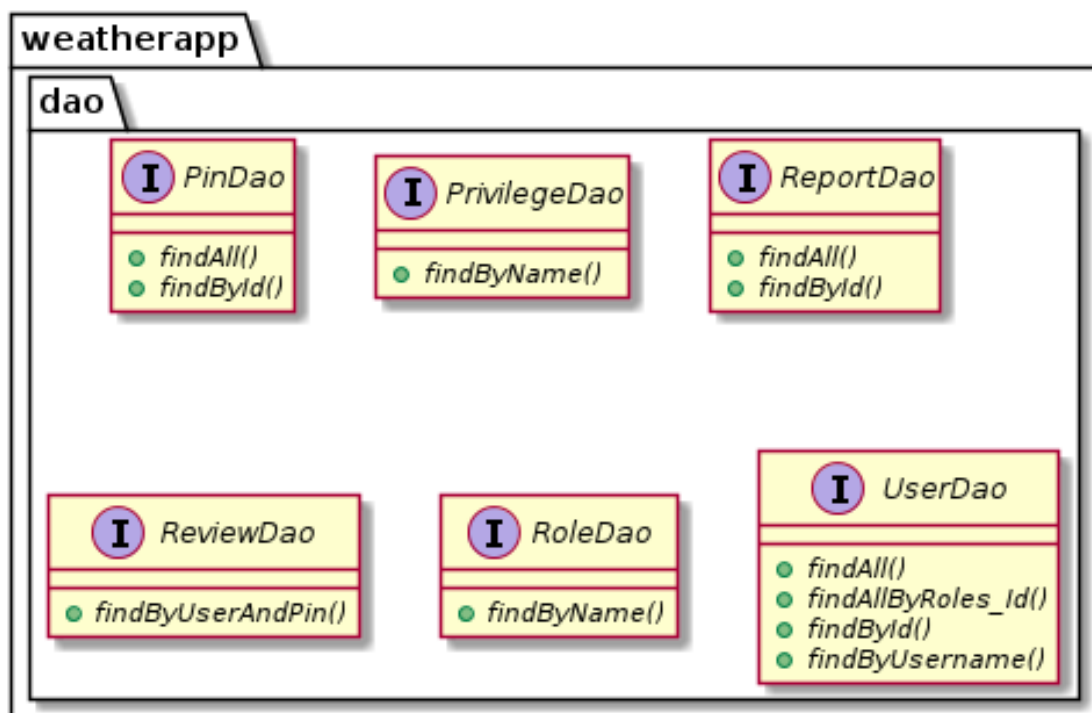 weatherapp
dao
I PinDao
findAll()
findById()
I PrivilegeDao
findByName()
I ReportDao
findAll()
findById()
I ReviewDao
findByUserAndPin()
I RoleDao
findByName()
I UserDao
findAll()
findAllByRoles_Id()
findById()
findByUsername()